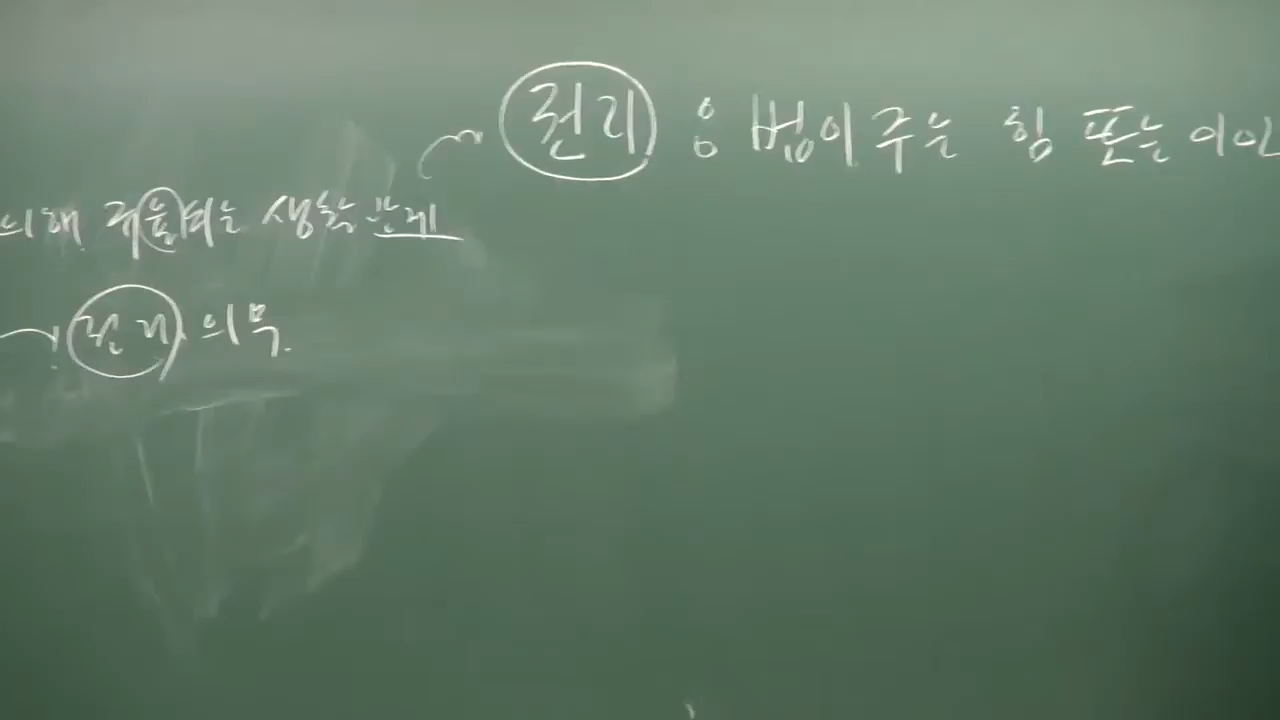 권리 : 법이 주는 힘 또는 이익
의해 규율되는 생활관계
권리 의무.